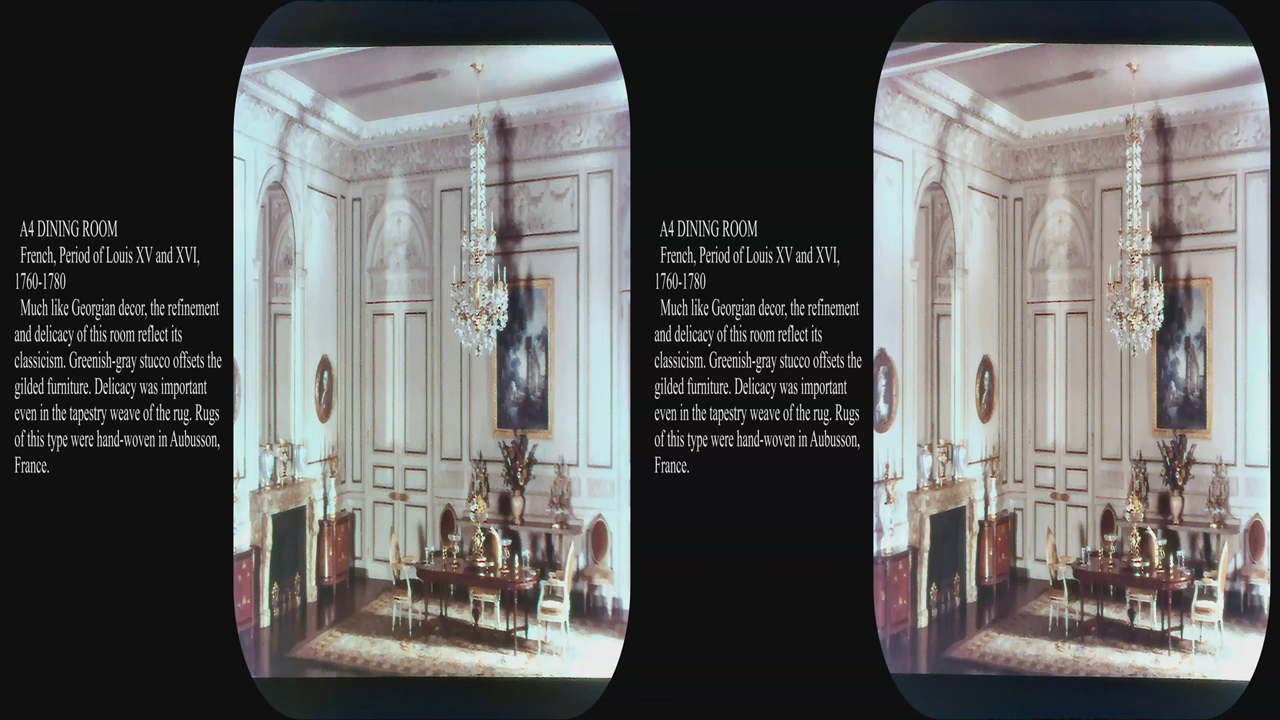 A4 DINING ROOM
French, Period of Louis XV and XVI,
1760-1780
Much like Georgian decor, the refinement
and delicacy of this room reflect its
classicism. Greenish-gray stucco offsets the
gilded furniture. Delicacy was important
even in the tapestry weave of the rug. Rugs
of this type were hand-woven in Aubusson,
France.
A4 DINING ROOM
French, Period of Louis XV and XVI,
1760-1780
Much like Georgian decor, the refinement
and delicacy of this room reflect its
classicism. Greenish-gray stucco offsets the
gilded furniture. Delicacy was important
even in the tapestry weave of the rug. Rugs
of this type were hand-woven in Aubusson,
France.